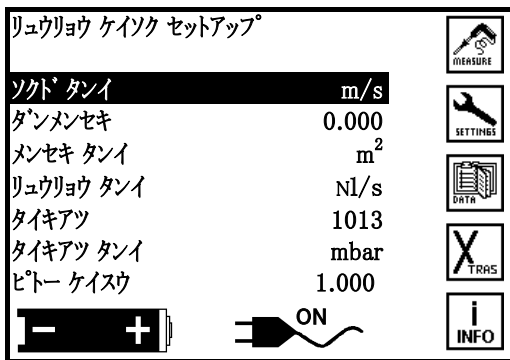 リュウリョウ ケイソク セットアップ
ソクド タンイ m/s
ダンメンセキ 0.000
メンセキ タンイ m²
リュウリョウ タンイ Nl/s
タイキアツ 1013
タイキアツ タンイ mbar
ピトー ケイスウ 1.000
ON
MEASURE
SETTINGS
DATA
XTRAS
i
INFO